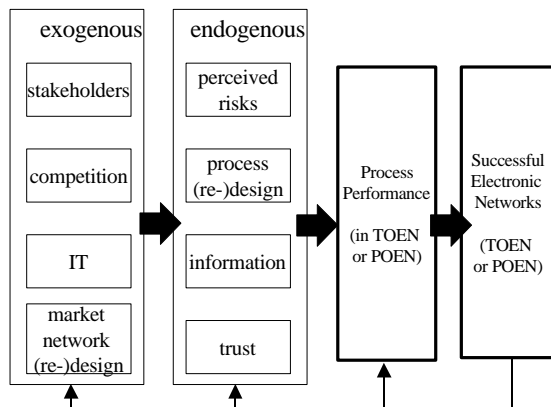 exogenous
stakeholders
competition
IT
market
network
(re-)design
endogenous
perceived
risks
process
(re-)design
information
trust
Process
Performance
(in TOEN
or POEN)
Successful
Electronic
Networks
(TOEN
or POEN)